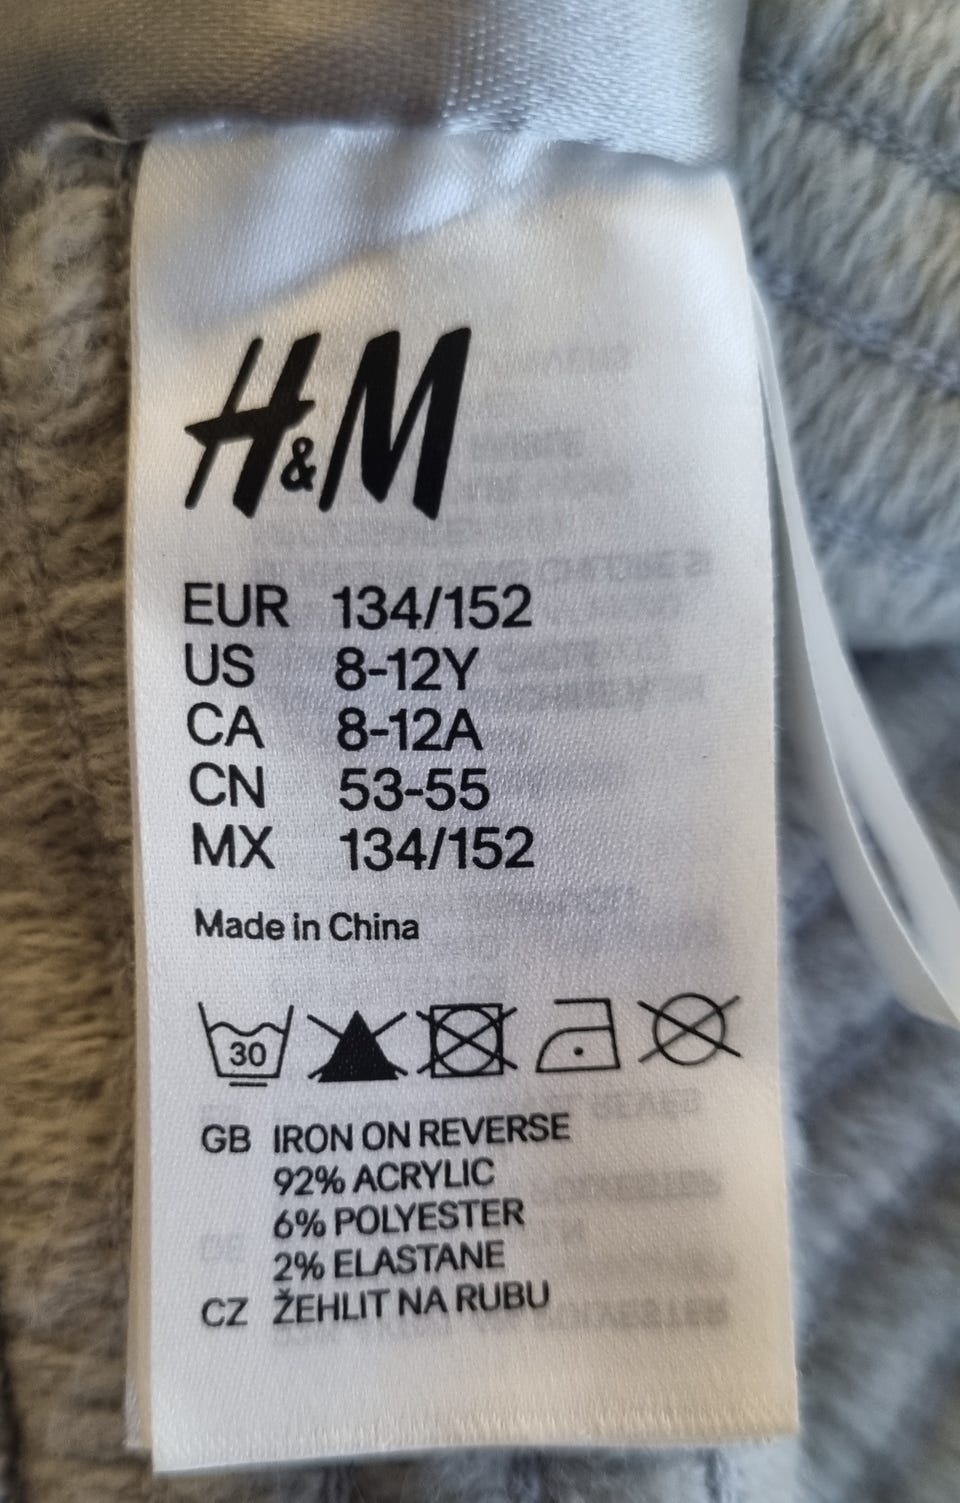 H&M
EUR 134/152
US 8-12Y
CA 8-12A
CN 53-55
MX 134/152
Made in China
30
GB IRON ON REVERSE
92% ACRYLIC
6% POLYESTER
2% ELASTANE
CZ ŽEHLIT NA RUBU